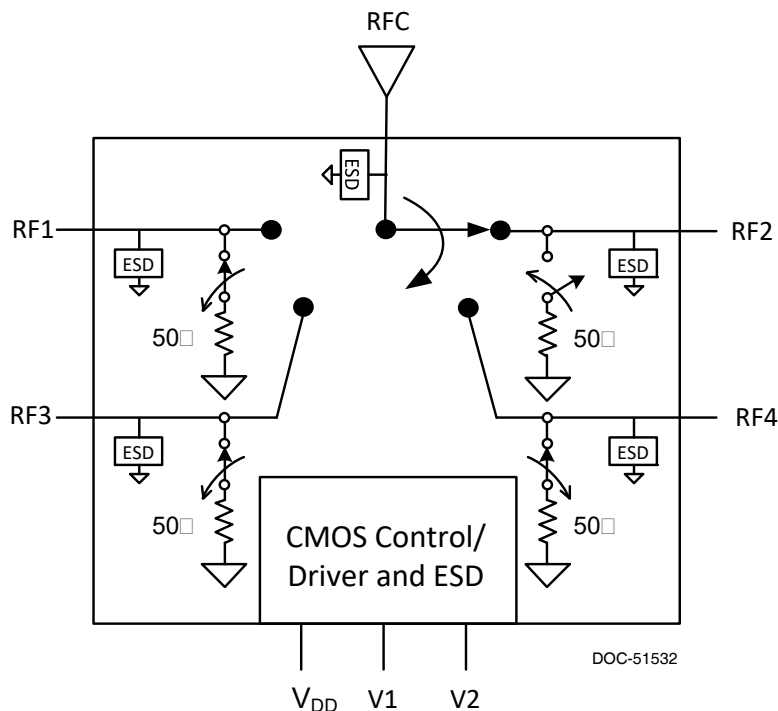 RFC
ESD
RF1
RF2
ESD
ESD
50□
50□
RF3
RF4
ESD
ESD
50□
50□
CMOS Control/
Driver and ESD
DOC-51532
VDD
V1
V2